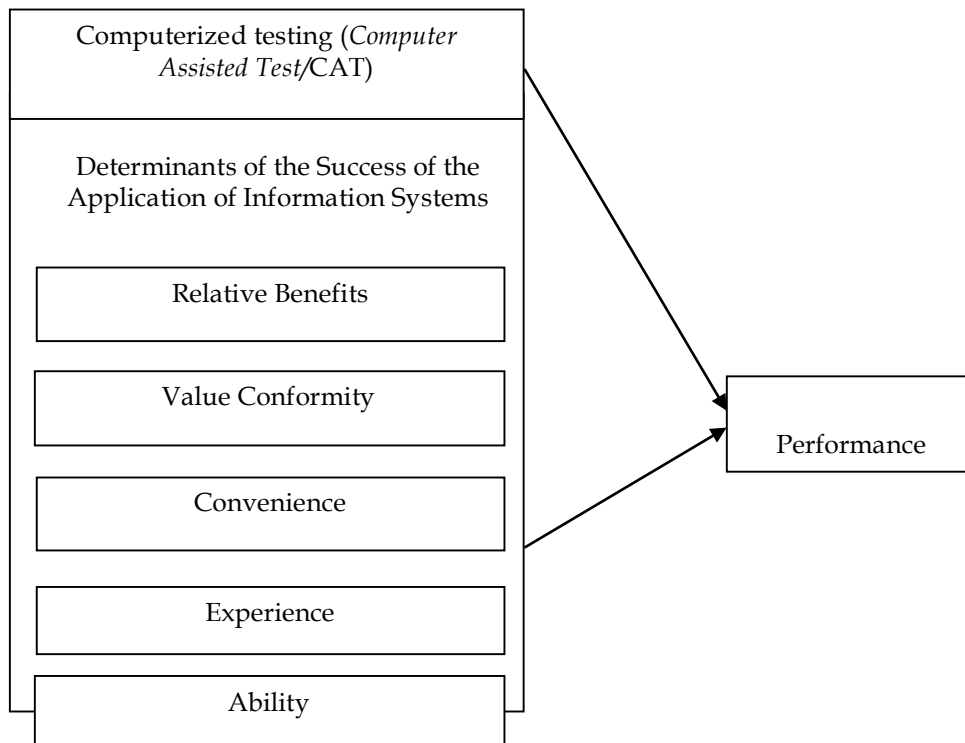 Computerized testing (Computer
Assisted Test/CAT)
Determinants of the Success of the
Application of Information Systems
Relative Benefits
Value Conformity
Convenience
Performance
Experience
Ability